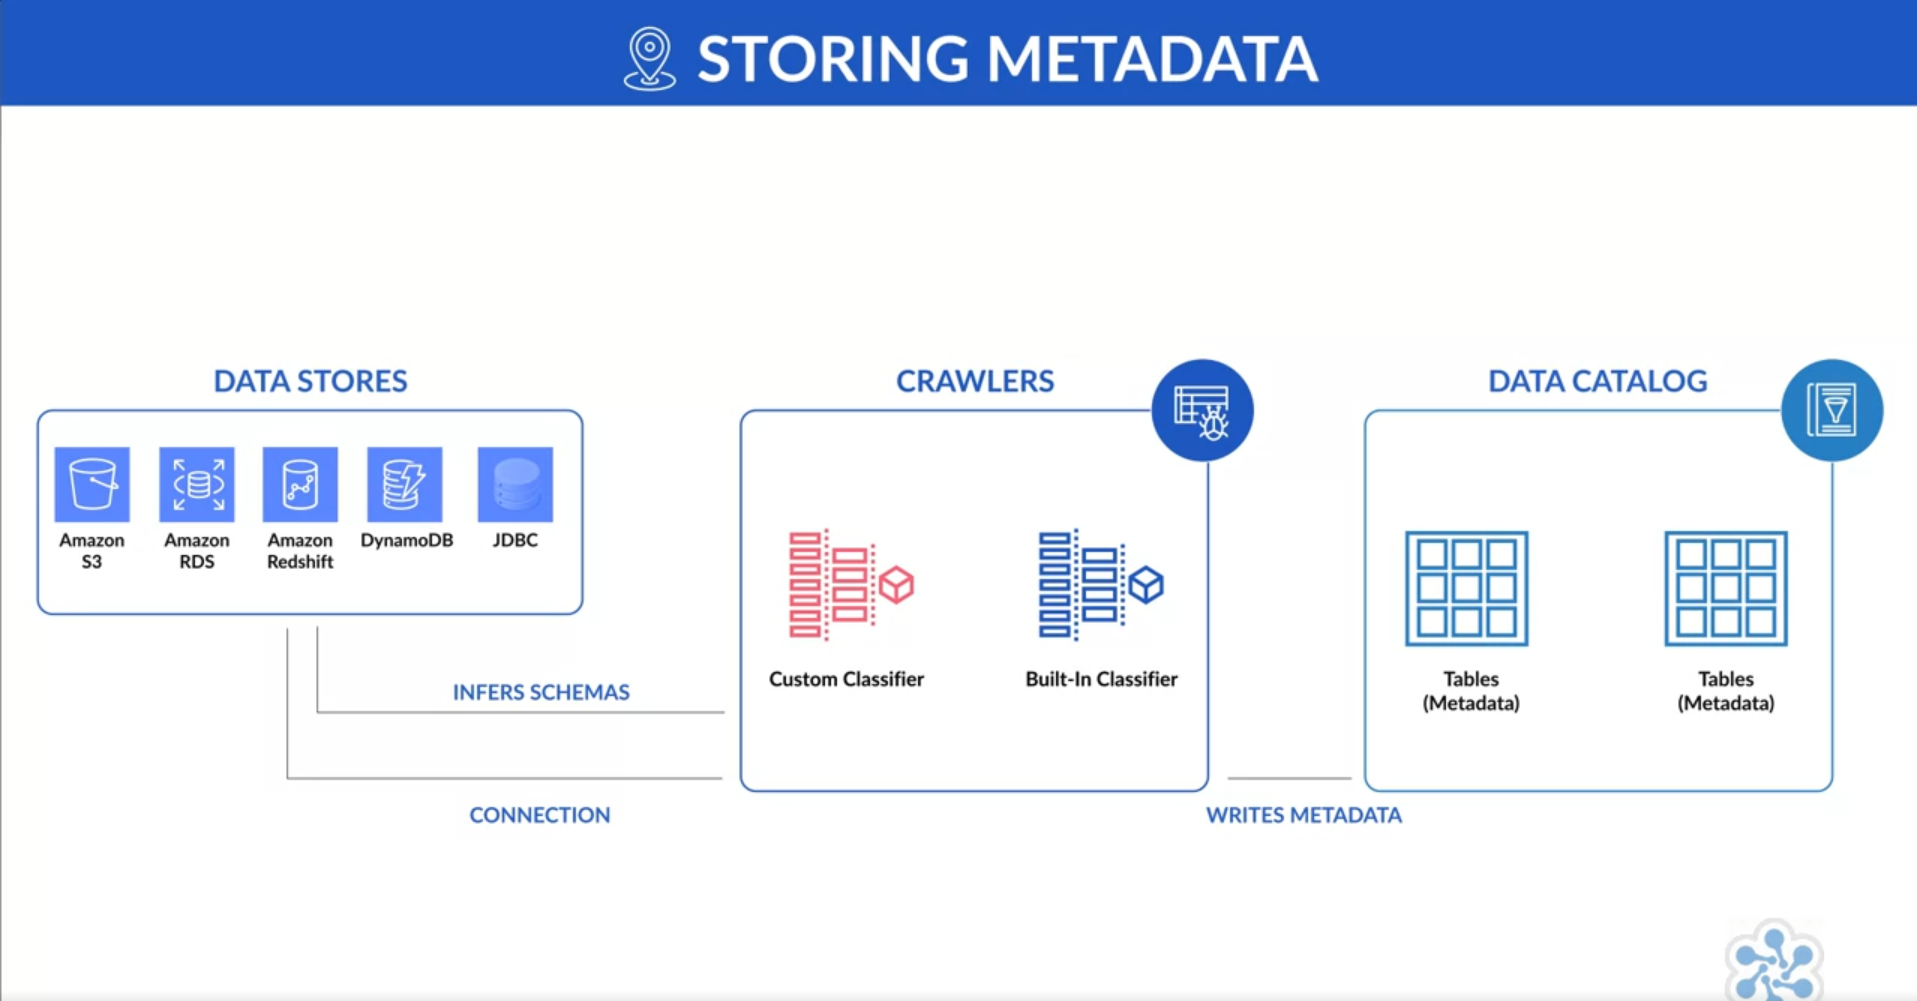 STORING METADATA
DATA STORES
Amazon
S3
Amazon
RDS
Amazon
Redshift
DynamoDB
JDBC
INFERS SCHEMAS
CONNECTION
CRAWLERS
Custom Classifier
Built-In Classifier
WRITES METADATA
DATA CATALOG
Tables
(Metadata)
Tables
(Metadata)